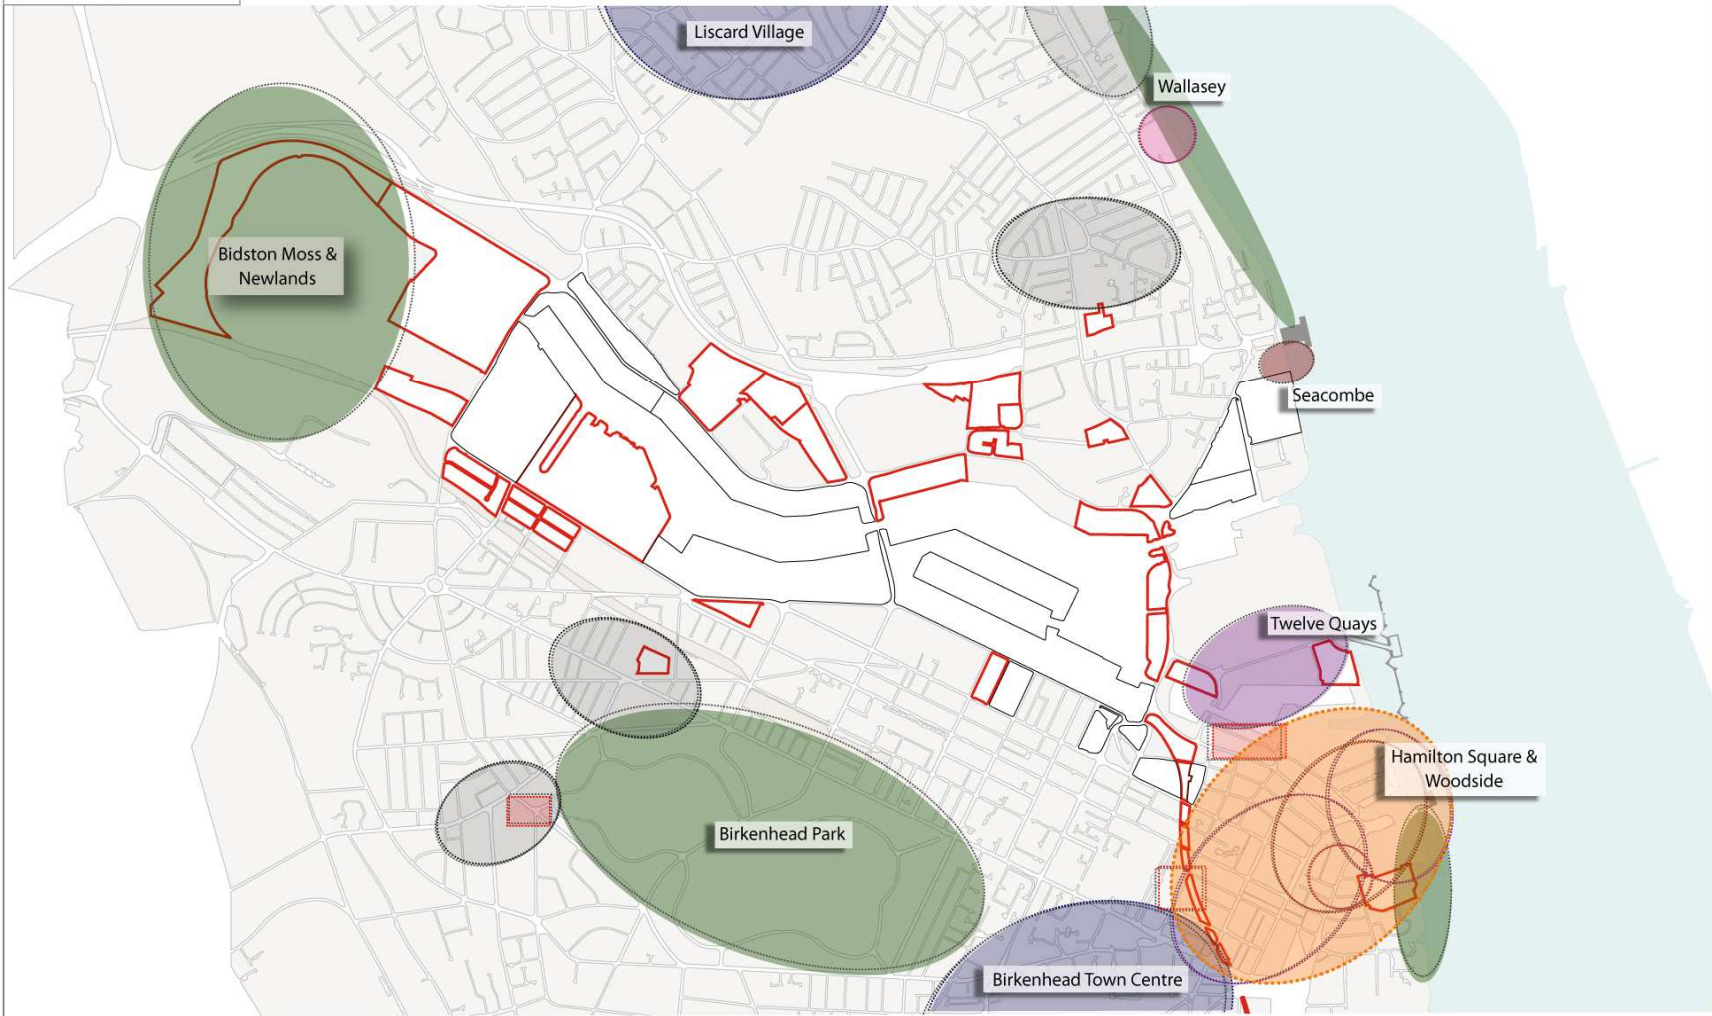 Liscard Village
Wallasey
Bidston Moss &
Newlands
Seacombe
Twelve Quays
Hamilton Square &
Woodside
Birkenhead Park
Birkenhead Town Centre